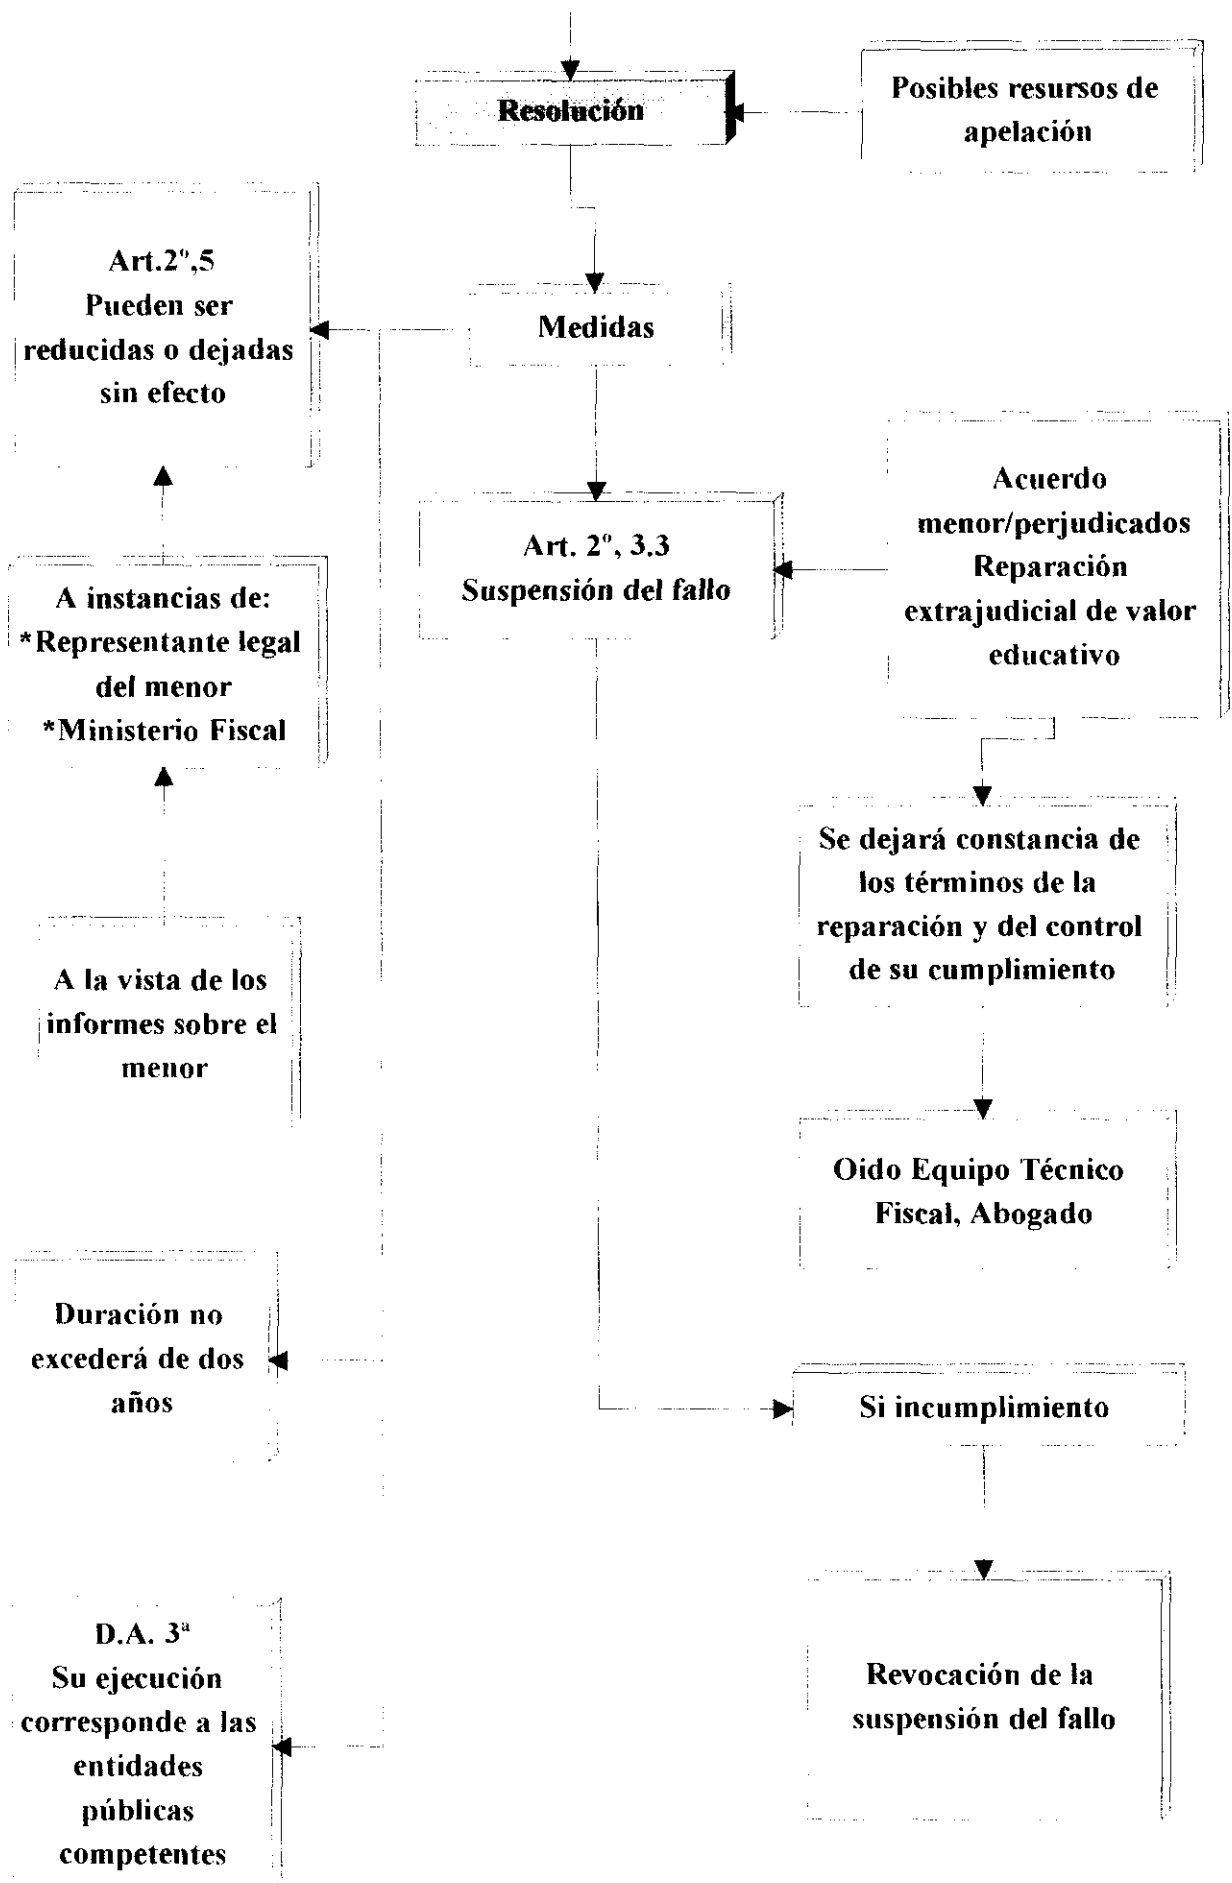 Resolución
Posibles resursos de
apelación
Art.2º,5
Pueden ser
reducidas o dejadas
sin efecto
Medidas
Art. 2º, 3.3
Suspensión del fallo
Acuerdo
menor/perjudicados
Reparación
extrajudicial de valor
educativo
A instancias de:
*Representante legal
del menor
*Ministerio Fiscal
Se dejará constancia de
los términos de la
reparación y del control
de su cumplimiento
A la vista de los
informes sobre el
menor
Oido Equipo Técnico
Fiscal, Abogado
Duración no
excederá de dos
años
Si incumplimiento
D.A. 3ª
Su ejecución
corresponde a las
entidades
públicas
competentes
Revocación de la
suspensión del fallo